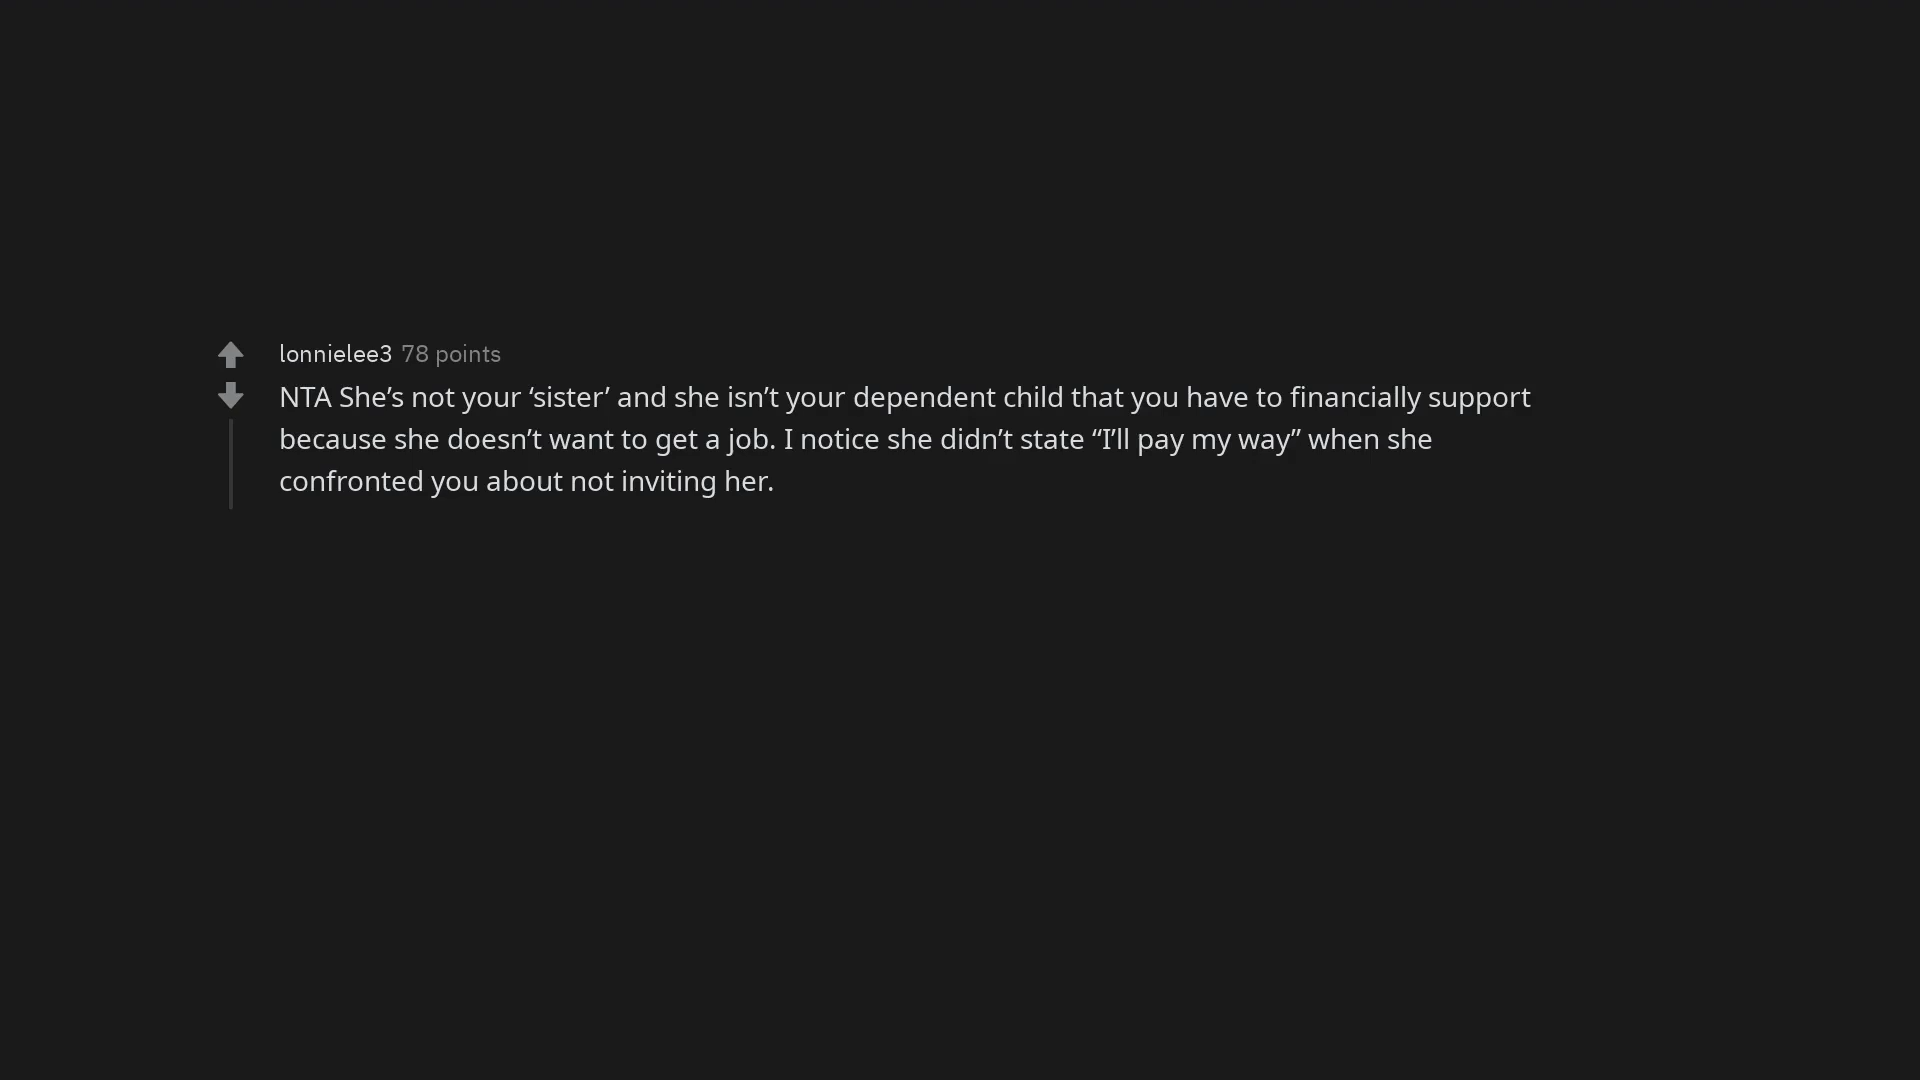 lonnielee3 78 points
NTA She’s not your ‘sister’ and she isn’t your dependent child that you have to financially support
because she doesn’t want to get a job. I notice she didn’t state “I’ll pay my way” when she
confronted you about not inviting her.